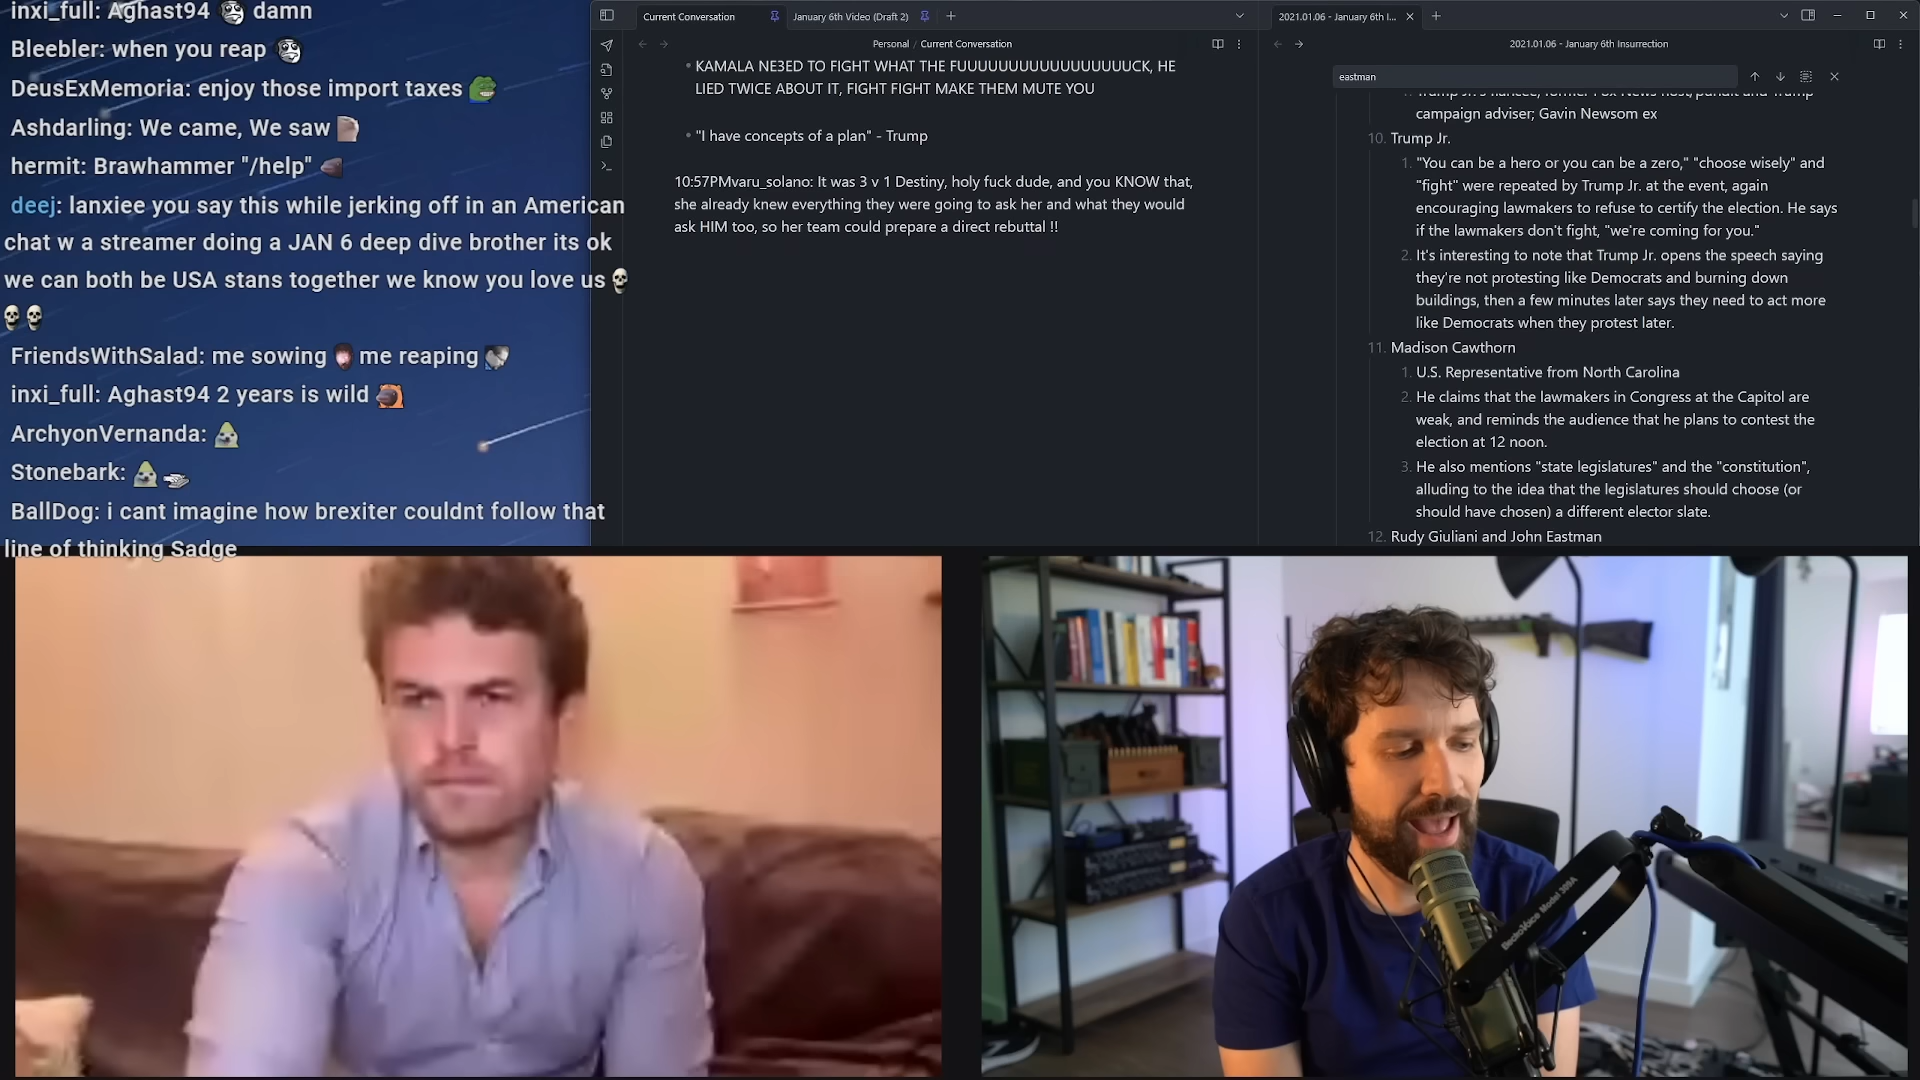 inxi_full: Aghast94 damn
Bleebler: when you reap
DeusExMemoria: enjoy those import taxes
Ashdarling: We came, We saw
hermit: Brawhammer "/help"
deej: lanxiee you say this while jerking off in an American
chat w a streamer doing a JAN 6 deep dive brother its ok
we can both be USA stans together we know you love us
FriendsWithSalad: me sowing me reaping
inxi_full: Aghast94 2 years is wild
ArchyonVernanda:
Stonebark:
BallDog: i cant imagine how brexiter couldnt follow that
line of thinking Sadge
Current Conversation
January 6th Video (Draft 2)
Personal / Current Conversation
• KAMALA NE3ED TO FIGHT WHAT THE FUUUUUUUUUUUUUUUUUCK, HE
LIED TWICE ABOUT IT, FIGHT FIGHT MAKE THEM MUTE YOU
• "I have concepts of a plan" - Trump
10:57PMvaru_solano: It was 3 v 1 Destiny, holy fuck dude, and you KNOW that,
she already knew everything they were going to ask her and what they would
ask HIM too, so her team could prepare a direct rebuttal !!
2021.01.06 - January 6th I...
2021.01.06 - January 6th Insurrection
eastman
1. Trump Jr.'s fiancée, former Fox News host, pundit and Trump
campaign adviser; Gavin Newsom ex
10. Trump Jr.
1. "You can be a hero or you can be a zero," "choose wisely" and
"fight" were repeated by Trump Jr. at the event, again
encouraging lawmakers to refuse to certify the election. He says
if the lawmakers don't fight, "we're coming for you."
2. It's interesting to note that Trump Jr. opens the speech saying
they're not protesting like Democrats and burning down
buildings, then a few minutes later says they need to act more
like Democrats when they protest later.
11. Madison Cawthorn
1. U.S. Representative from North Carolina
2. He claims that the lawmakers in Congress at the Capitol are
weak, and reminds the audience that he plans to contest the
election at 12 noon.
3. He also mentions "state legislatures" and the "constitution",
alluding to the idea that the legislatures should choose (or
should have chosen) a different elector slate.
12. Rudy Giuliani and John Eastman
ElectroVoice Model 309A